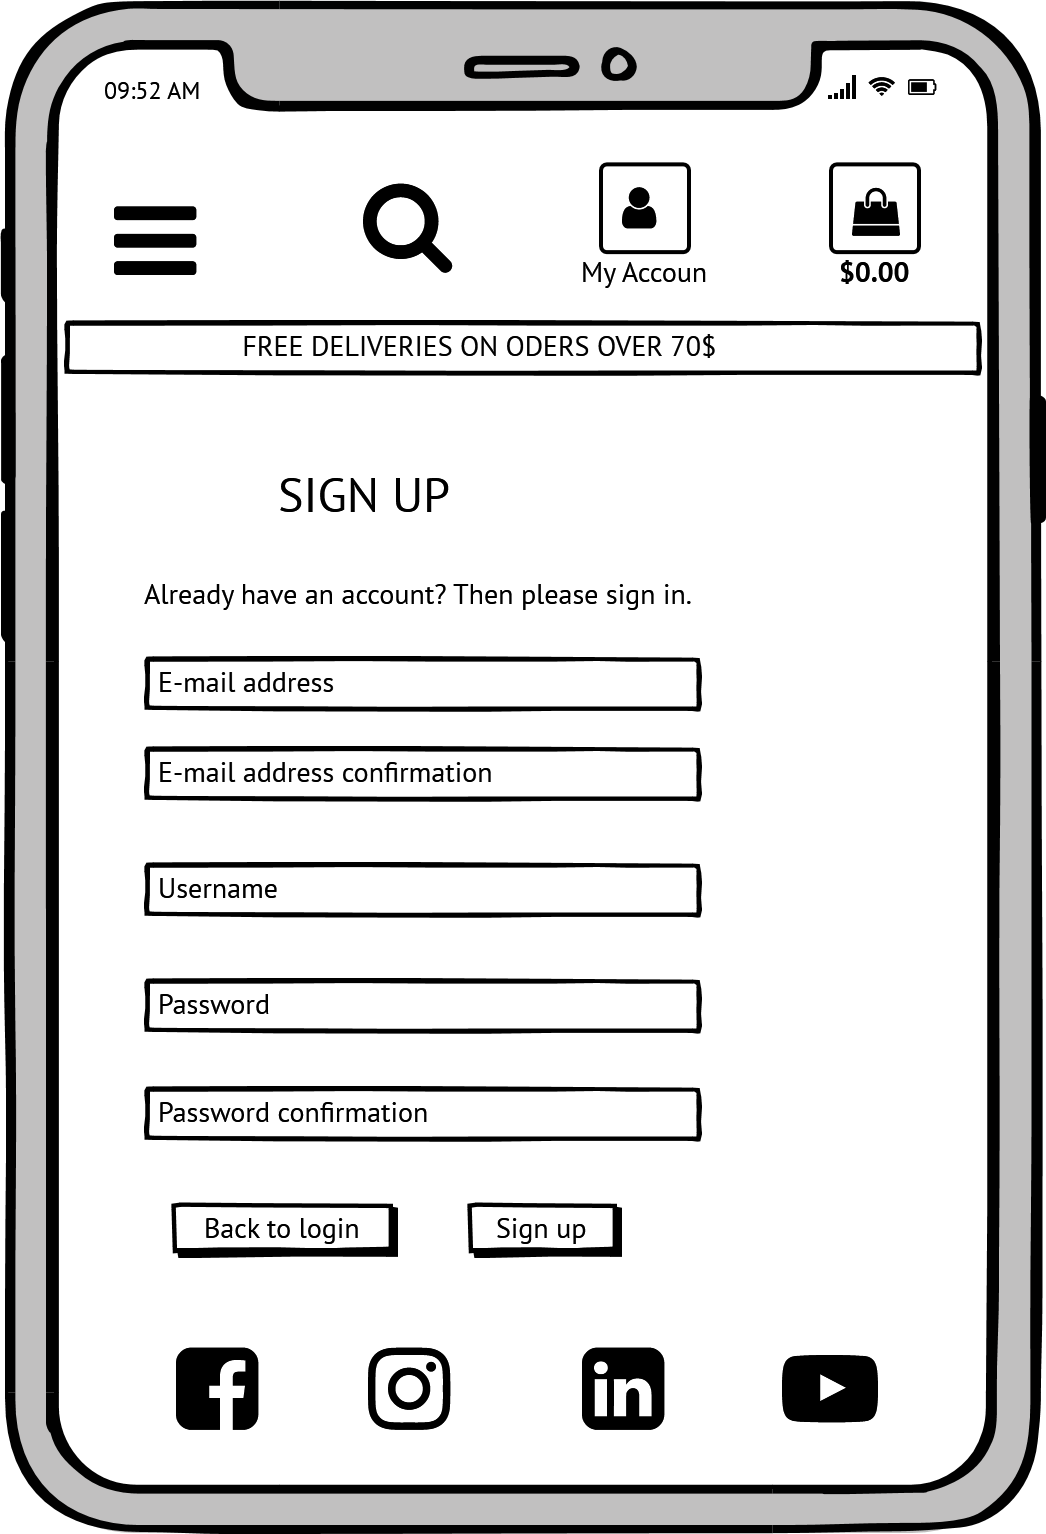 09:52 AM
My Accoun
$0.00
FREE DELIVERIES ON ODERS OVER 70$
SIGN UP
Already have an account? Then please sign in.
E-mail address
E-mail address confirmation
Username
Password
Password confirmation
Back to login
Sign up
in